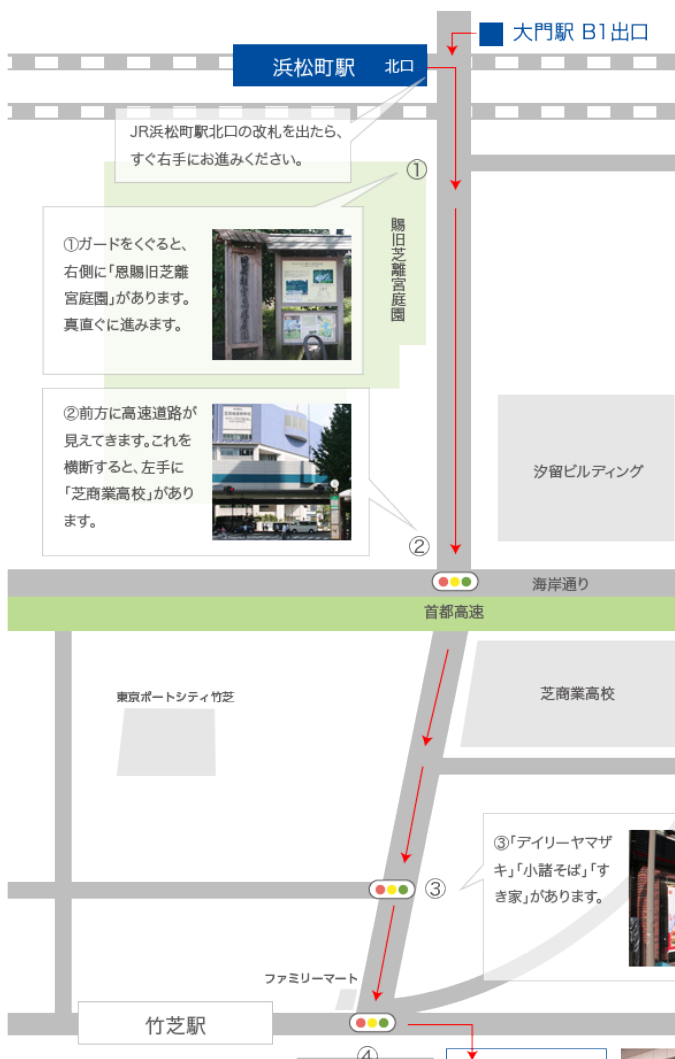 大門駅 B1出口
浜松町駅 北口
JR浜松町駅北口の改札を出たら、
すぐ右手にお進みください。
①
①ガードをくぐると、
右側に「恩賜旧芝離
宮庭園」があります。
真直ぐに進みます。
賜旧芝離宮庭園
②前方に高速道路が
見えてきます。これを
横断すると、左手に
「芝商業高校」があり
ます。
汐留ビルディング
②
海岸通り
首都高速
東京ポートシティ竹芝
芝商業高校
③「デイリーヤマザ
キ」「小諸そば」「す
き家」があります。
③
ファミリーマート
竹芝駅
④